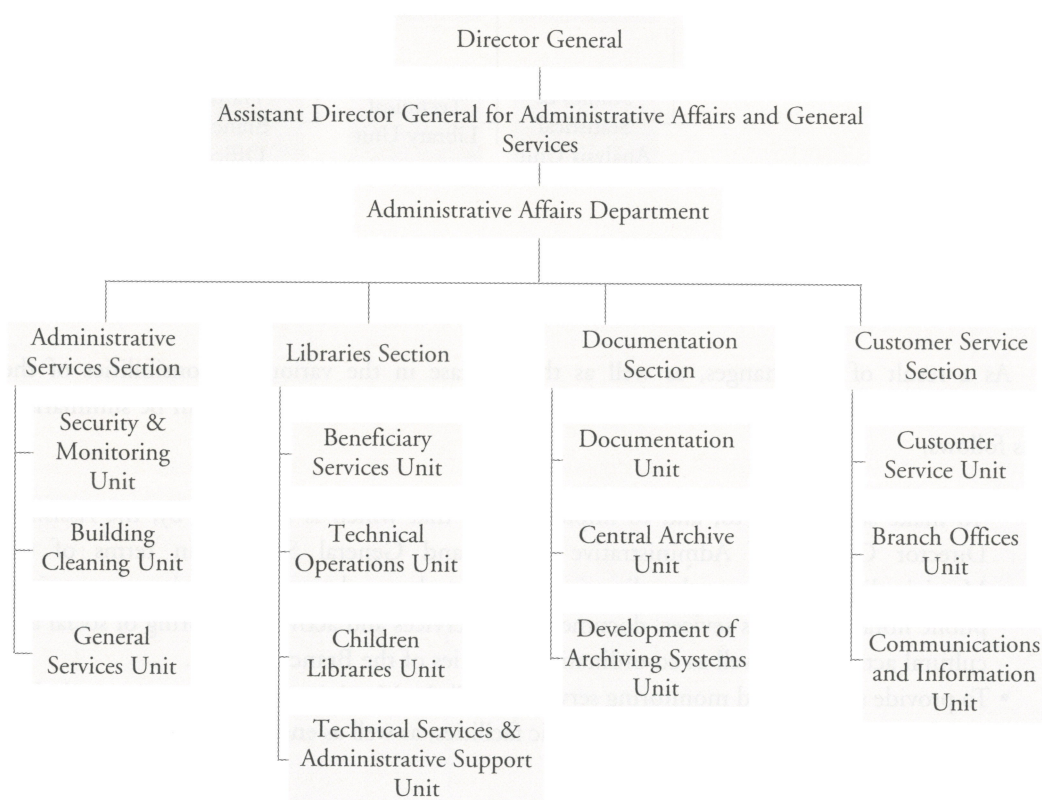 Director General
Assistant Director General for Administrative Affairs and General
Services
Administrative Affairs Department
Administrative
Services Section
Security &
Monitoring
Unit
Building
Cleaning Unit
General
Services Unit
Libraries Section
Beneficiary
Services Unit
Technical
Operations Unit
Children
Libraries Unit
Technical Services &
Administrative Support
Unit
Documentation
Section
Documentation
Unit
Central Archive
Unit
Development of
Archiving Systems
Unit
Customer Service
Section
Customer
Service Unit
Branch Offices
Unit
Communications
and Information
Unit